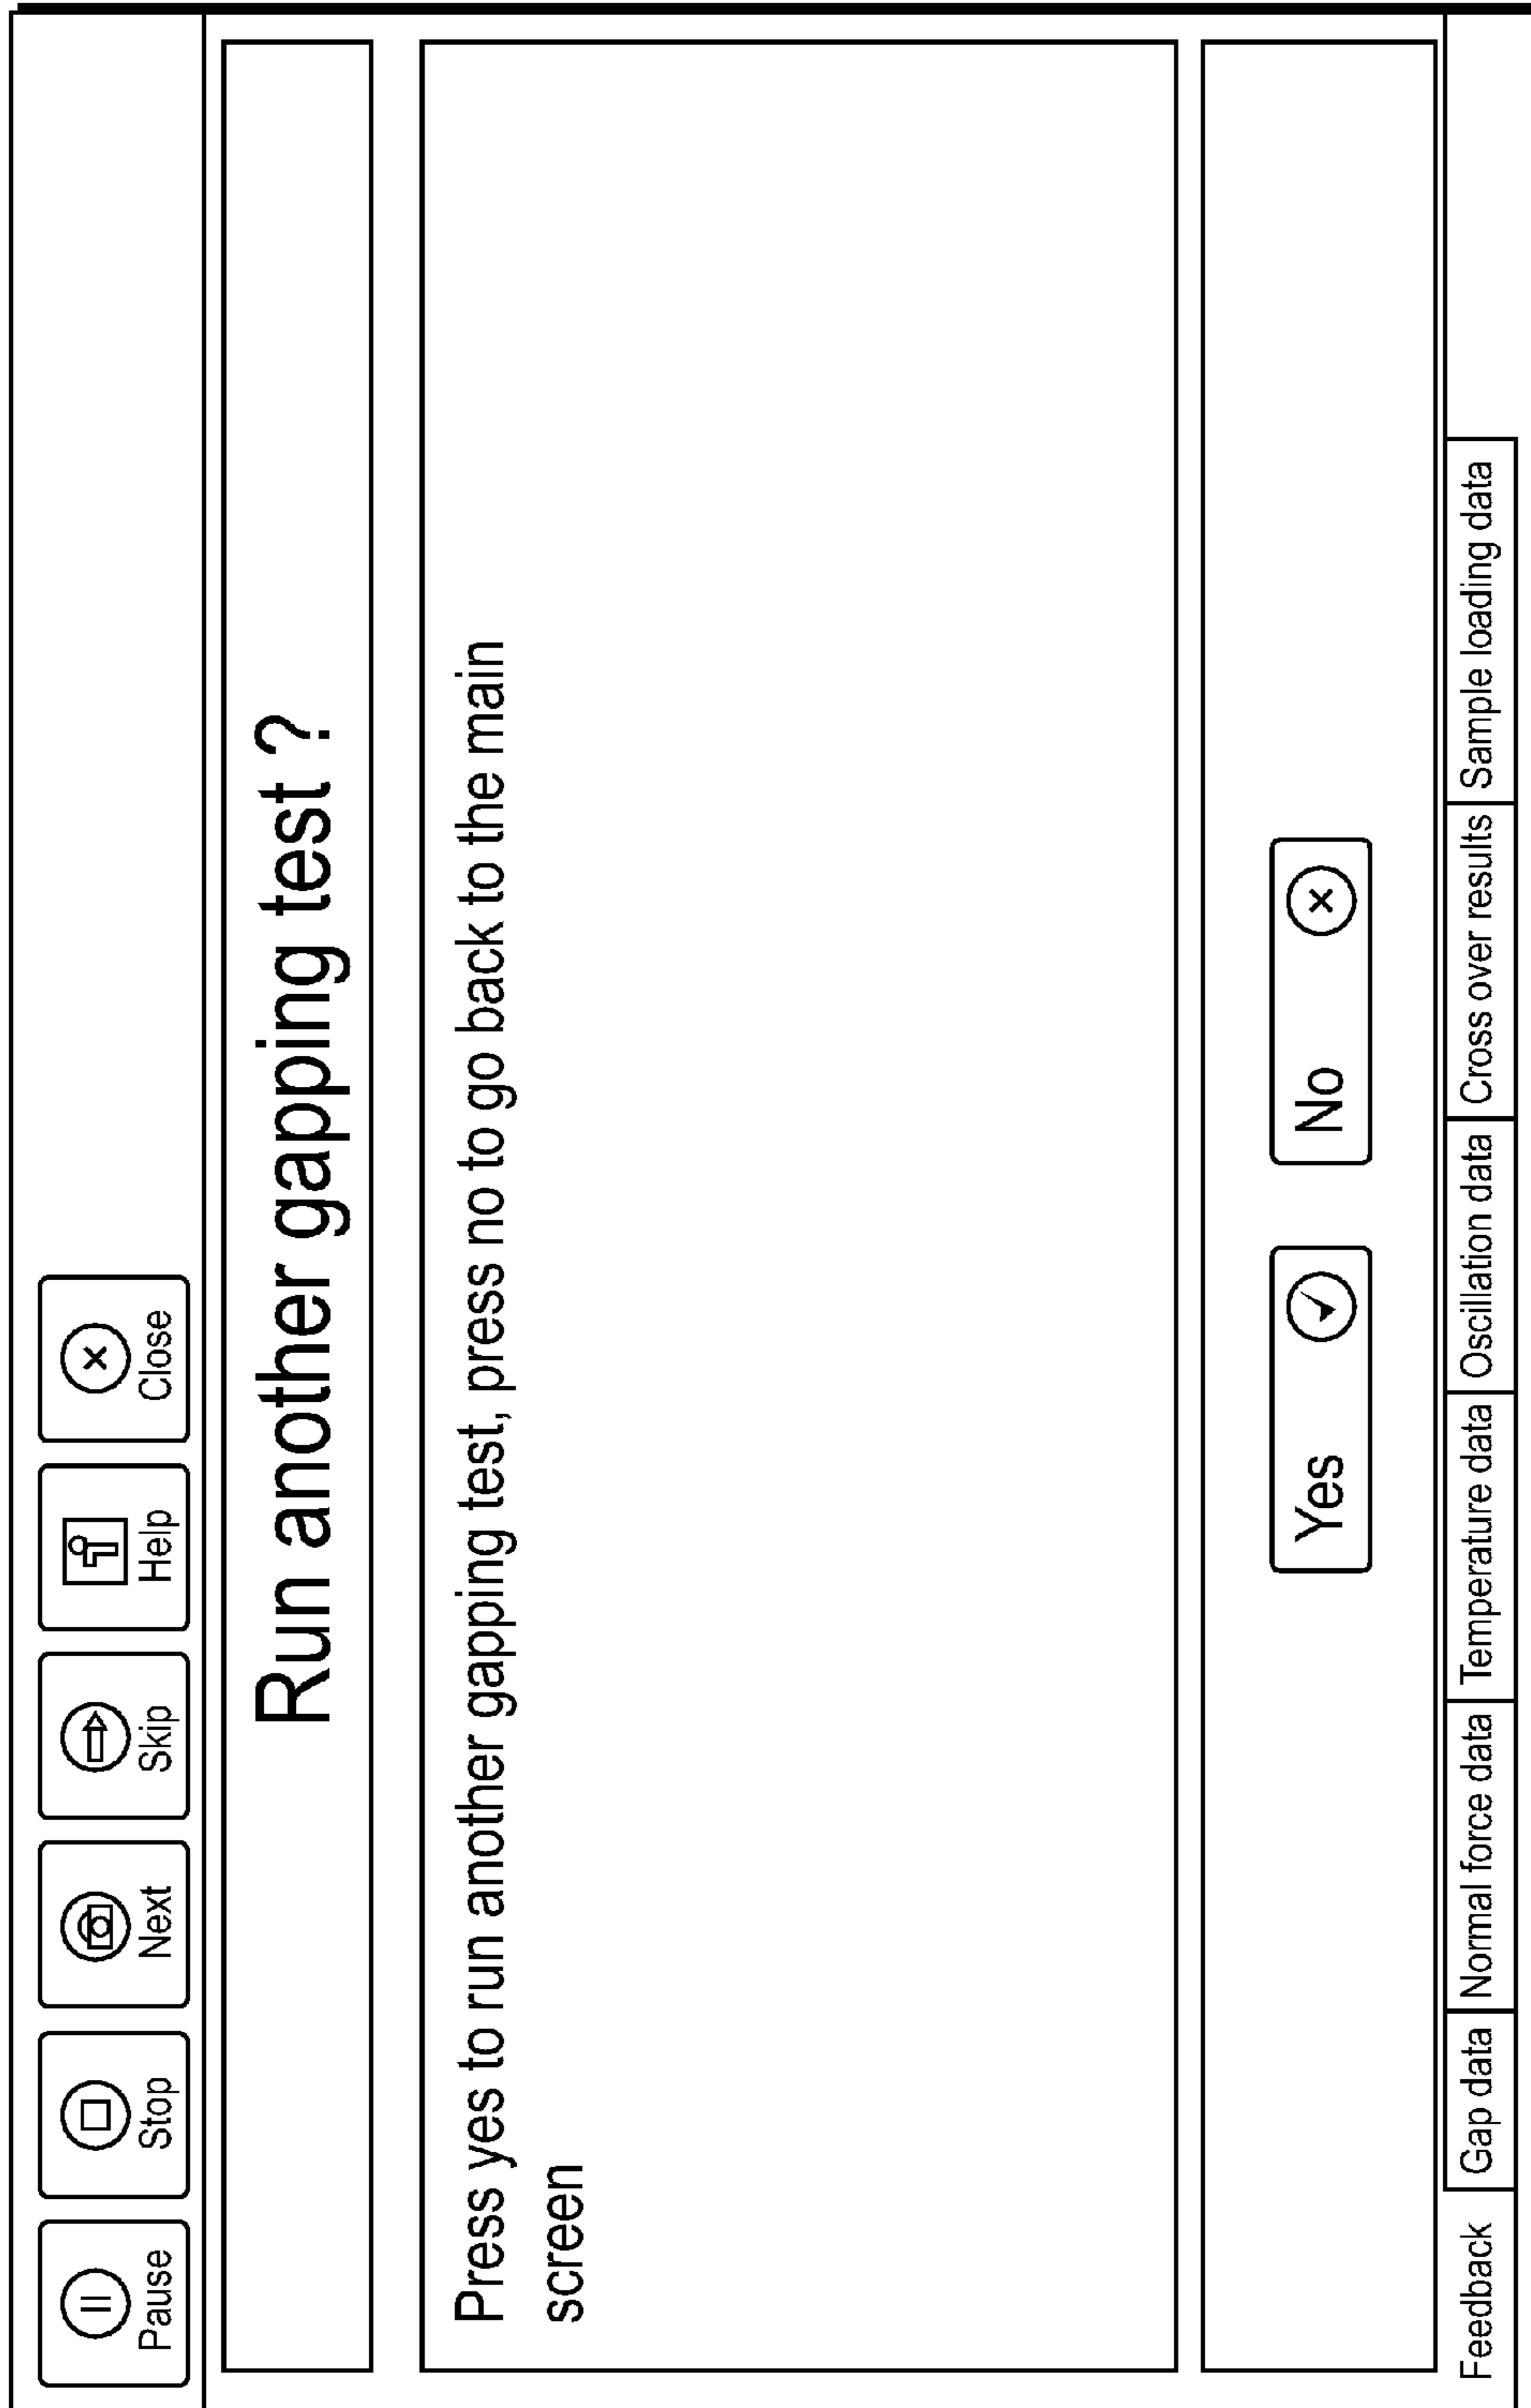 Pause
Stop
Next
Skip
Help
Close
Run another gapping test ?
Press yes to run another gapping test, press no to go back to the main
screen
Yes
No
Feedback
Gap data
Normal force data
Temperature data
Oscillation data
Cross over results
Sample loading data